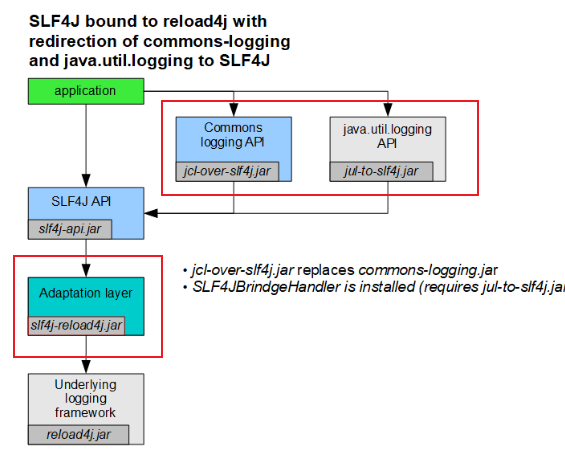 SLF4J bound to reload4j with
redirection of commons-logging
and java.util.logging to SLF4J
application
Commons
logging API
jcl-over-slf4j.jar
java.util.logging
API
jul-to-slf4j.jar
SLF4J API
slf4j-api.jar
Adaptation layer
slf4j-reload4j.jar
• jcl-over-slf4j.jar replaces commons-logging.jar
• SLF4JBrindgeHandler is installed (requires jul-to-slf4j.jar
Underlying
logging
framework
reload4j.jar